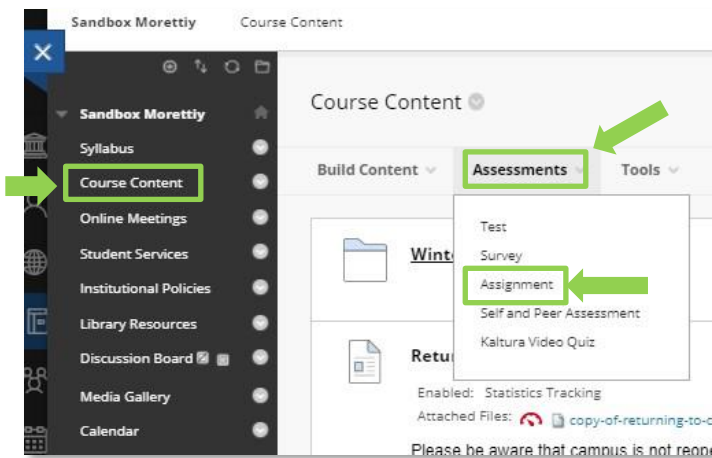 Sandbox Morettiy Course Content
Sandbox Morettiy
Syllabus
Course Content
Online Meetings
Student Services
Institutional Policies
Library Resources
Discussion Board
Media Gallery
Calendar
Course Content
Build Content Assessments Tools
Test
Survey
Assignment
Self and Peer Assessment
Kaltura Video Quiz
Wint
Retu
Enabled: Statistics Tracking
Attached Files: copy-of-returning-to-c
Please be aware that campus is not reope